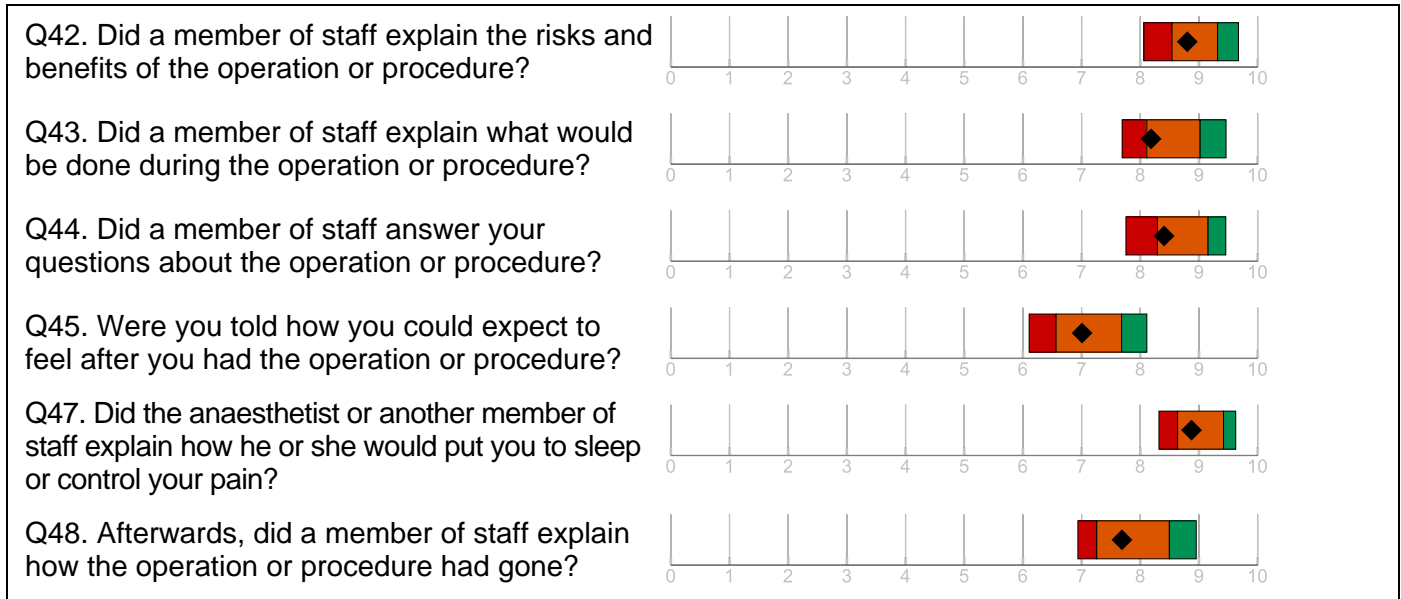 Q42. Did a member of staff explain the risks and
benefits of the operation or procedure?
0 1 2 3 4 5 6 7 8 9 10
Q43. Did a member of staff explain what would
be done during the operation or procedure?
0 1 2 3 4 5 6 7 8 9 10
Q44. Did a member of staff answer your
questions about the operation or procedure?
0 1 2 3 4 5 6 7 8 9 10
Q45. Were you told how you could expect to
feel after you had the operation or procedure?
0 1 2 3 4 5 6 7 8 9 10
Q47. Did the anaesthetist or another member of
staff explain how he or she would put you to sleep
or control your pain?
0 1 2 3 4 5 6 7 8 9 10
Q48. Afterwards, did a member of staff explain
how the operation or procedure had gone?
0 1 2 3 4 5 6 7 8 9 10